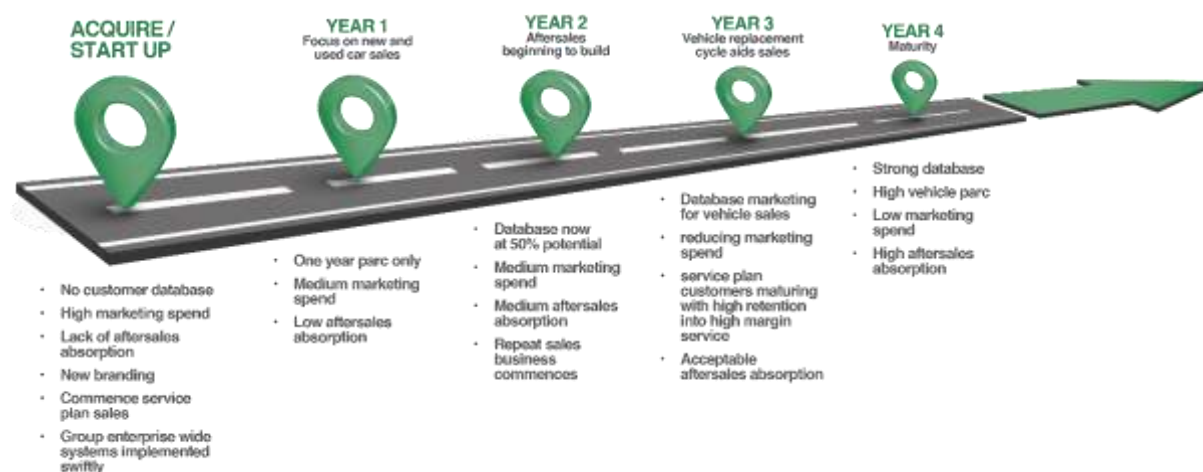 ACQUIRE /
START UP
· No customer database
· High marketing spend
· Lack of aftersales
absorption
· New branding
· Commence service
plan sales
· Group enterprise wide
systems implemented
swiftly
YEAR 1
Focus on new and
used car sales
· One year parc only
· Medium marketing
spend
· Low aftersales
absorption
YEAR 2
Aftersales
beginning to build
· Database now
at 50% potential
· Medium marketing
spend
· Medium aftersales
absorption
· Repeat sales
business
commences
YEAR 3
Vehicle replacement
cycle aids sales
· Database marketing
for vehicle sales
· reducing marketing
spend
· service plan
customers maturing
with high retention
into high margin
service
· Acceptable
aftersales absorption
YEAR 4
Maturity
· Strong database
· High vehicle parc
· Low marketing
spend
· High aftersales
absorption